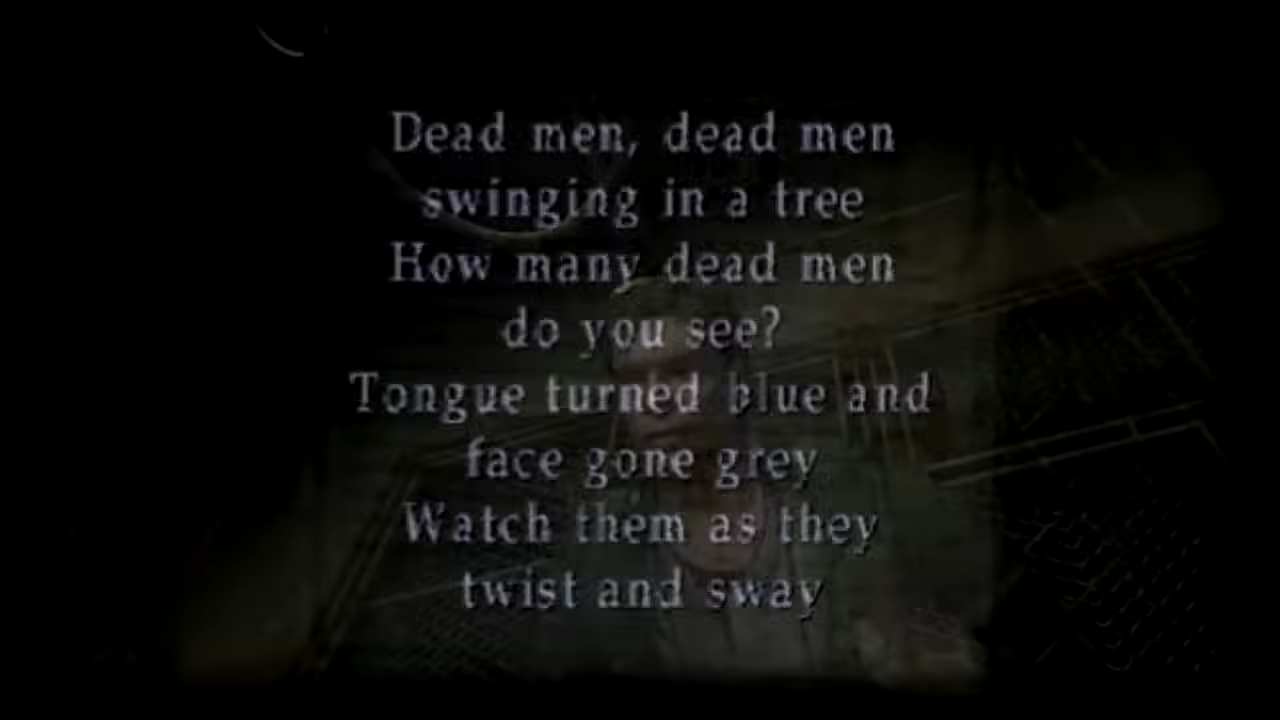 Dead men, dead men
swinging in a tree
How many dead men
do you see?
Tongue turned blue and
face gone grey
Watch them as they
twist and sway